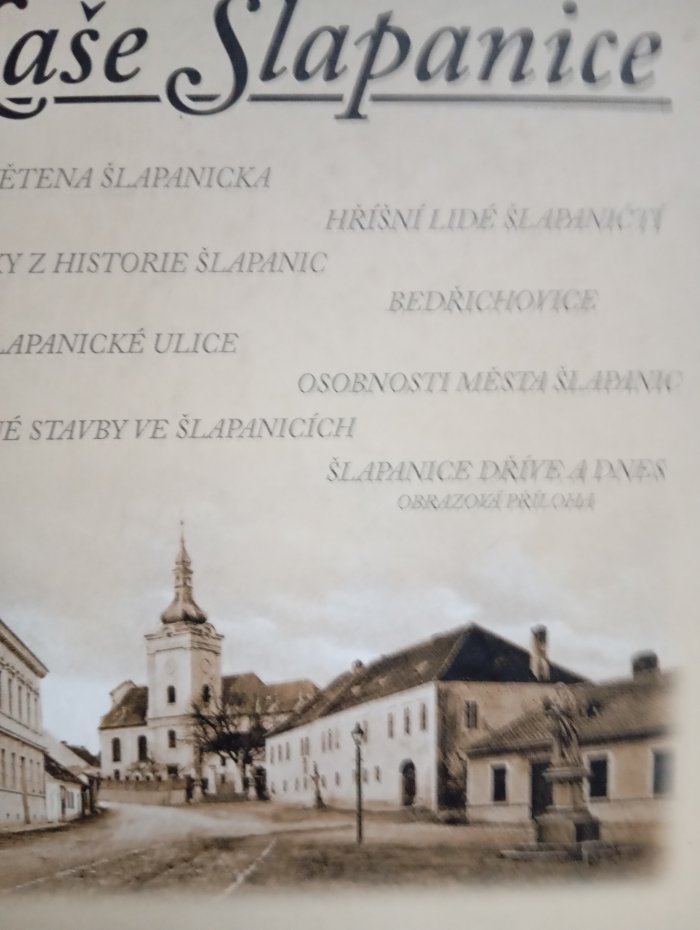 aše Šlapanice
ĚTENA ŠLAPANICKA
HŘÍŠNÍ LIDÉ ŠLAPANIČTÍ
KY Z HISTORIE ŠLAPANIC
BEDŘICHOVICE
LAPANICKÉ ULICE
OSOBNOSTI MĚSTA ŠLAPANIC
NÉ STAVBY VE ŠLAPANICÍCH
ŠLAPANICE DŘÍVE A DNES
OBRAZOVÁ PŘÍLOHA